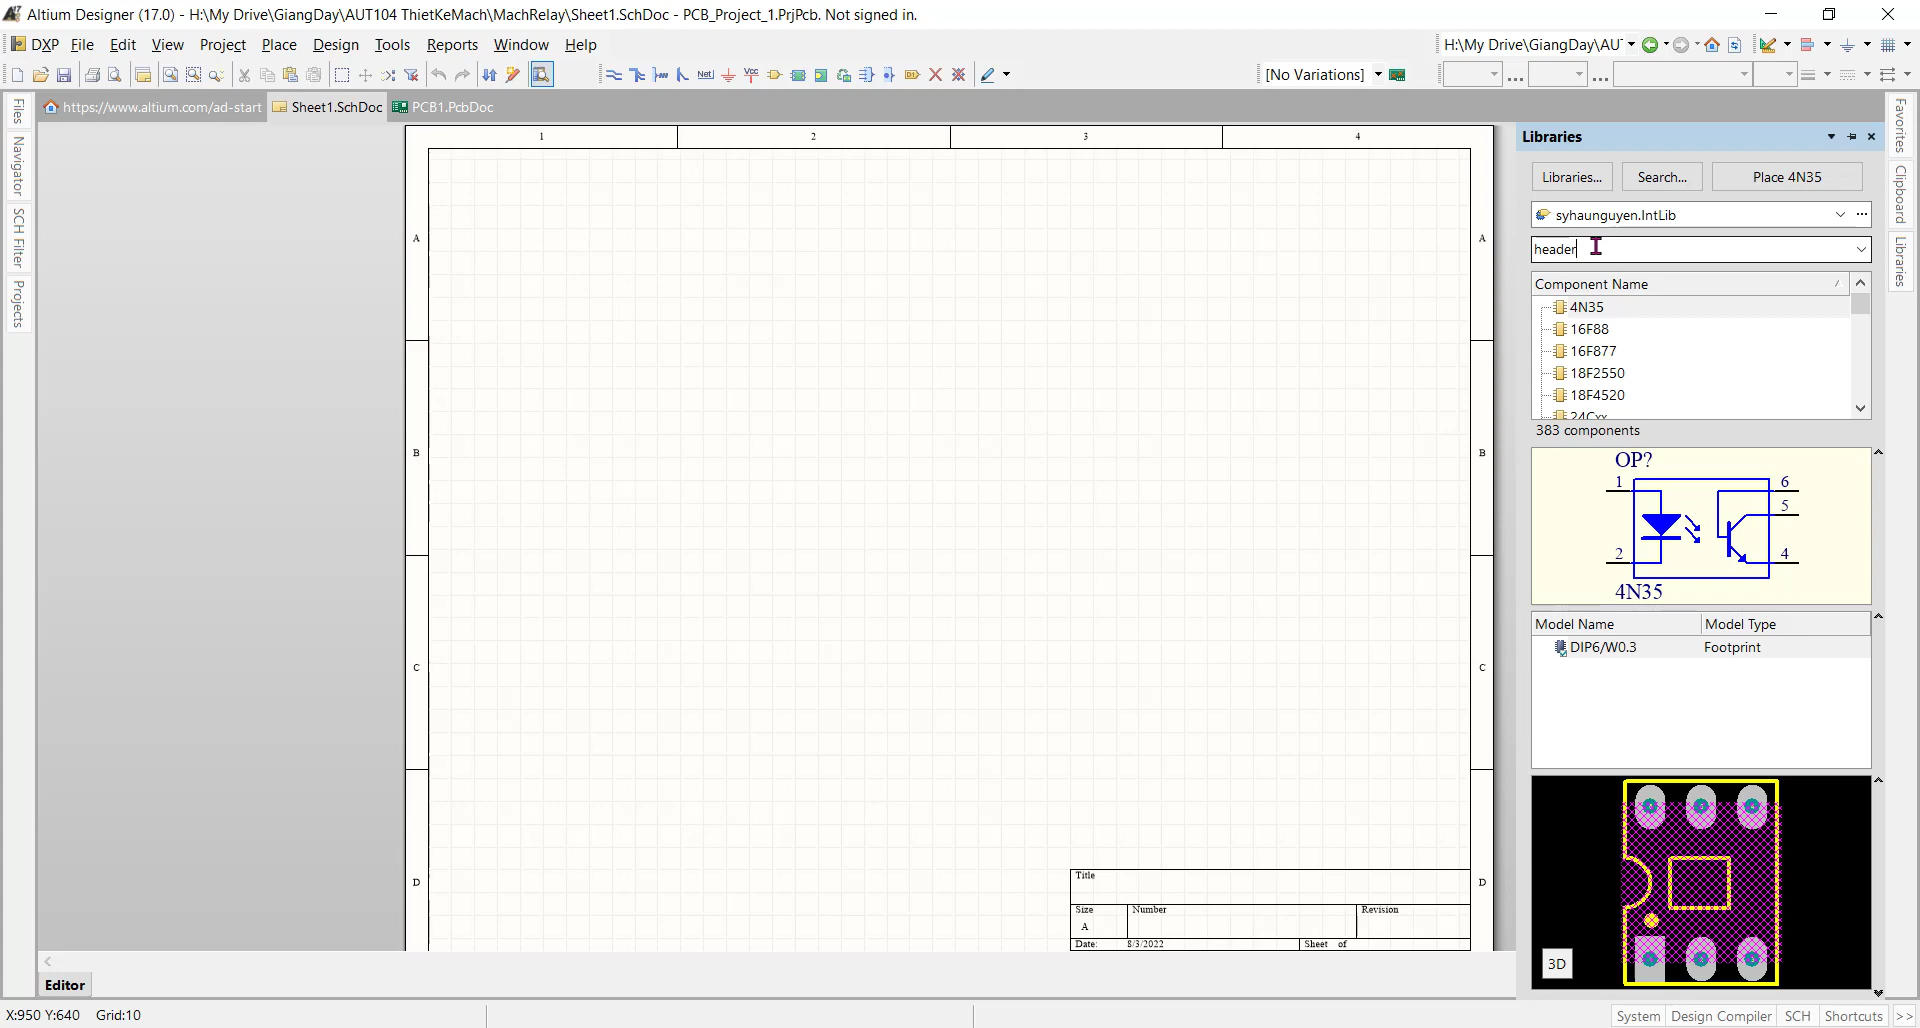 Altium Designer (17.0) - H:\My Drive\GiangDay\AUT104 ThietKeMach\MachRelay\Sheet1.SchDoc - PCB_Project_1.PrjPcb. Not signed in.
DXP File Edit View Project Place Design Tools Reports Window Help
H:\My Drive\GiangDay\AU
Net Vcc D1
[No Variations]
https://www.altium.com/ad-start Sheet1.SchDoc PCB1.PcbDoc
Files
Navigator
SCH Filter
Projects
1 2 3 4
A A
B B
C C
D D
Title
Size Number Revision
A
Date: 8/3/2022 Sheet of
Editor
Libraries
Libraries... Search... Place 4N35
syhaunguyen.IntLib
header
Component Name
4N35
16F88
16F877
18F2550
18F4520
24Cxx
383 components
OP?
1 6
5
2 4
4N35
Model Name Model Type
DIP6/W0.3 Footprint
3D
Favorites
Clipboard
Libraries
X:950 Y:640 Grid:10
System Design Compiler SCH Shortcuts >>